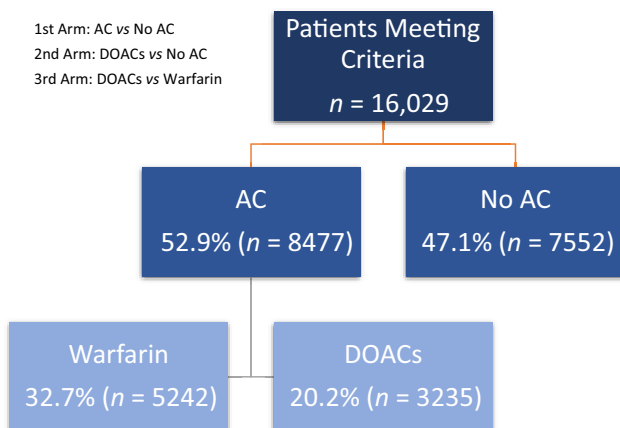 1st Arm: AC vs No AC
2nd Arm: DOACs vs No AC
3rd Arm: DOACs vs Warfarin
Patients Meeting
Criteria
n = 16,029
AC
52.9% (n = 8477)
No AC
47.1% (n = 7552)
Warfarin
32.7% (n = 5242)
DOACs
20.2% (n = 3235)